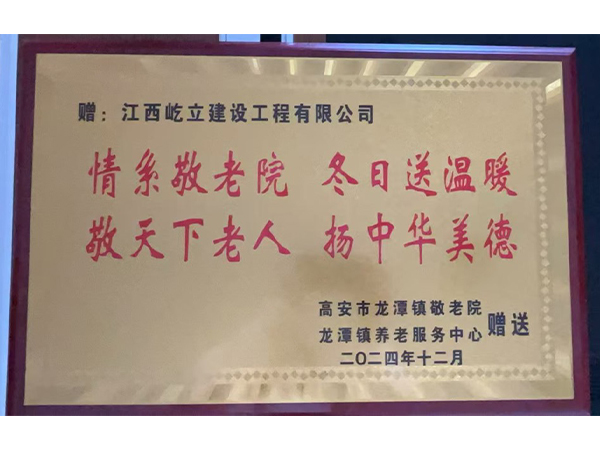 赠：江西屹立建设工程有限公司
情系敬老院 冬日送温暖
敬天下老人 扬中华美德
高安市龙潭镇敬老院
龙潭镇养老服务中心 赠送
二〇二四年十二月